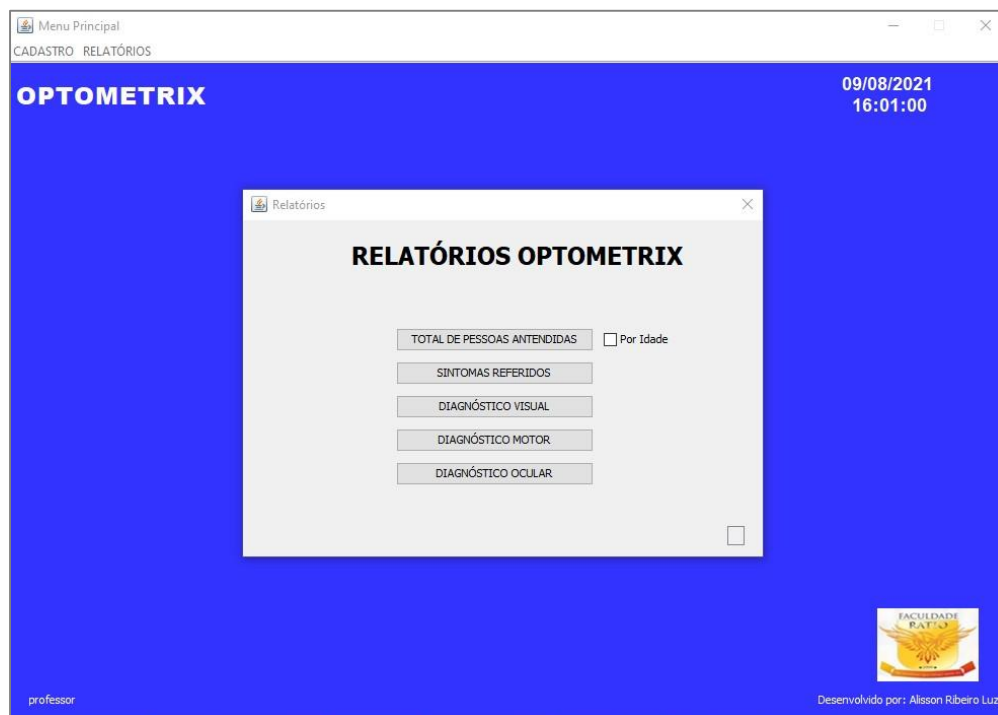 Menu Principal
CADASTRO RELATÓRIOS
OPTOMETRIX
09/08/2021
16:01:00
Relatórios
RELATÓRIOS OPTOMETRIX
TOTAL DE PESSOAS ANTENDIDAS Por Idade
SINTOMAS REFERIDOS
DIAGNÓSTICO VISUAL
DIAGNÓSTICO MOTOR
DIAGNÓSTICO OCULAR
FACULDADE
RATIO
professor
Desenvolvido por: Alisson Ribeiro Luz